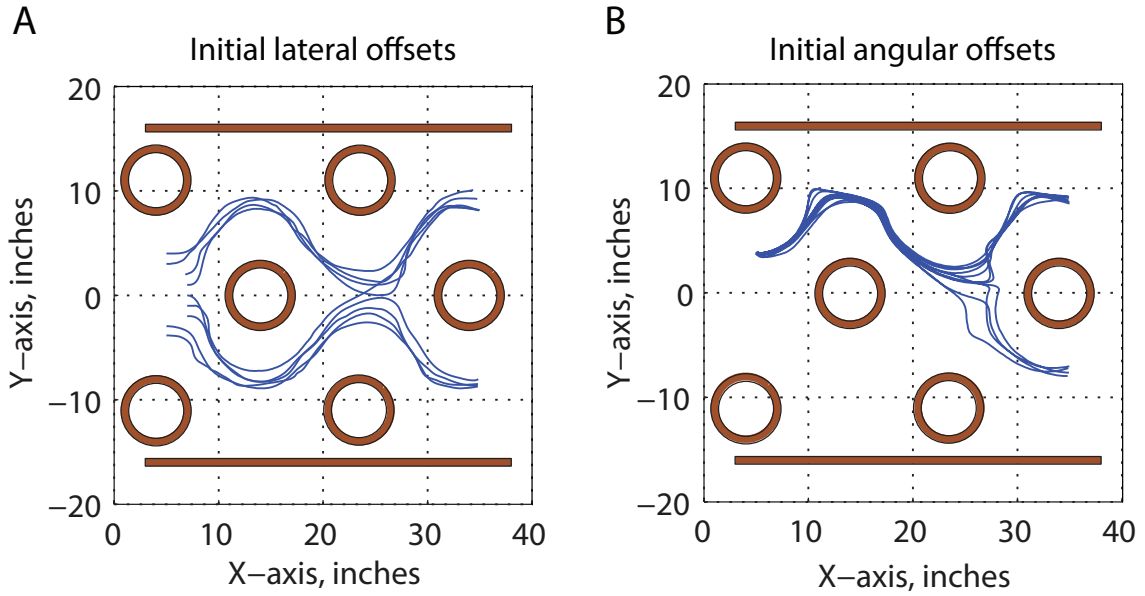 A
Initial lateral offsets
20
10
0
−10
−20
Y−axis, inches
0
10
20
30
40
X−axis, inches
B
Initial angular offsets
20
10
0
−10
−20
Y−axis, inches
0
10
20
30
40
X−axis, inches